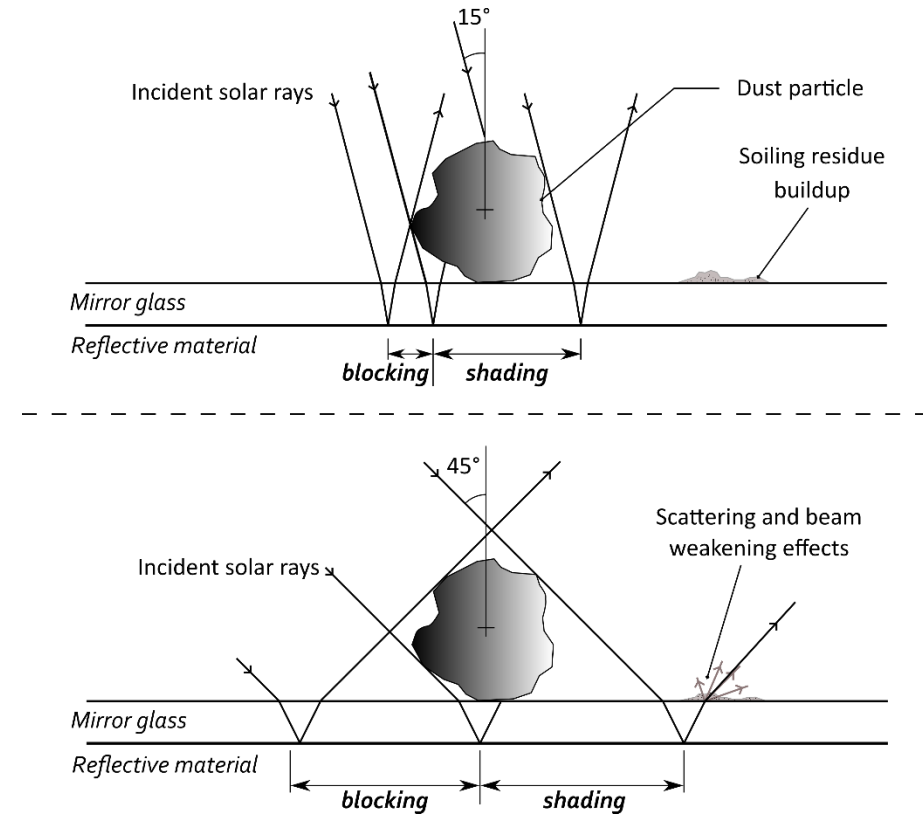 15°
Incident solar rays
Dust particle
Soiling residue
buildup
Mirror glass
Reflective material
blocking
shading
45°
Scattering and beam
weakening effects
Incident solar rays
Mirror glass
Reflective material
blocking
shading